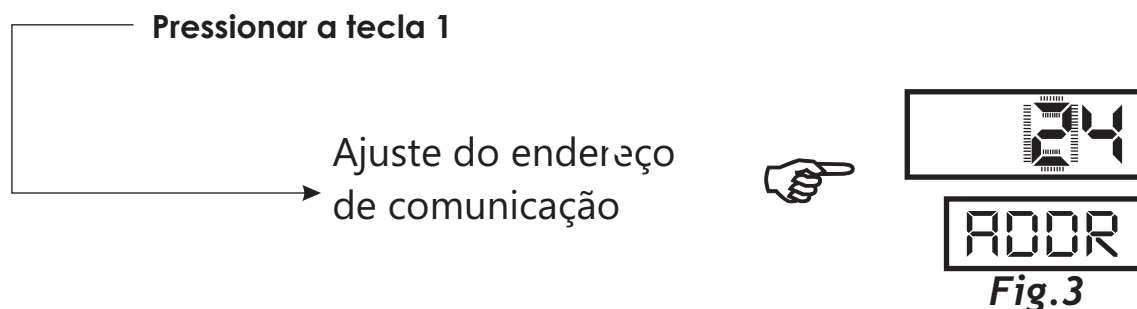 Pressionar a tecla 1
Ajuste do endereço
de comunicação
24
ADDR
Fig.3